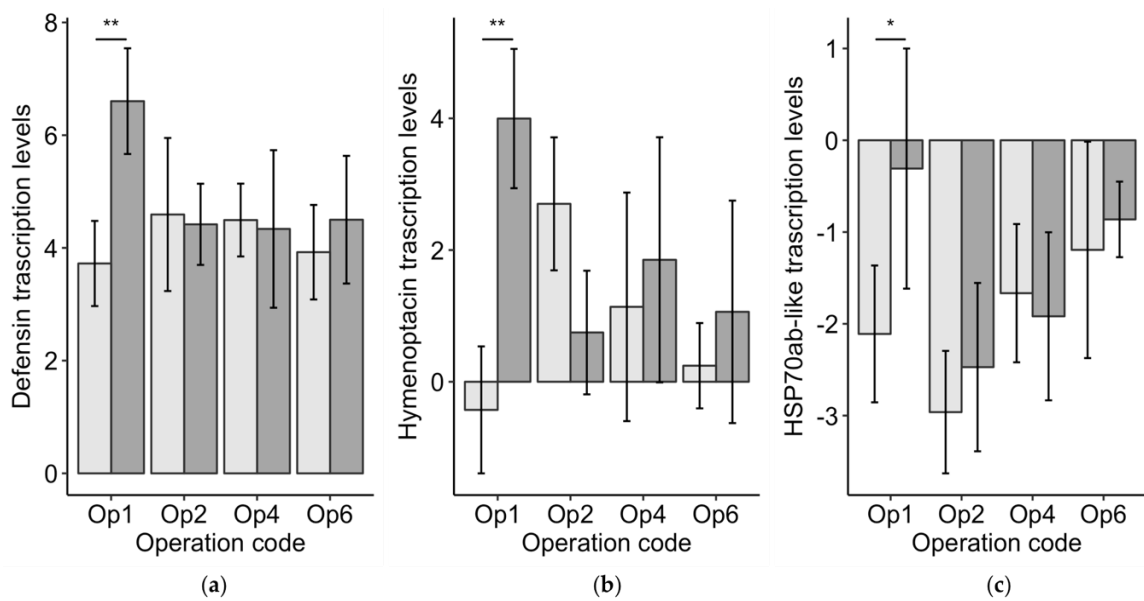 Defensin trascription levels
8
6
4
2
0
**
Op1 Op2 Op4 Op6
Operation code
(a)
Hymenoptacin trascription levels
4
2
0
**
Op1 Op2 Op4 Op6
Operation code
(b)
HSP70ab-like trascription levels
1
0
-1
-2
-3
*
Op1 Op2 Op4 Op6
Operation code
(c)